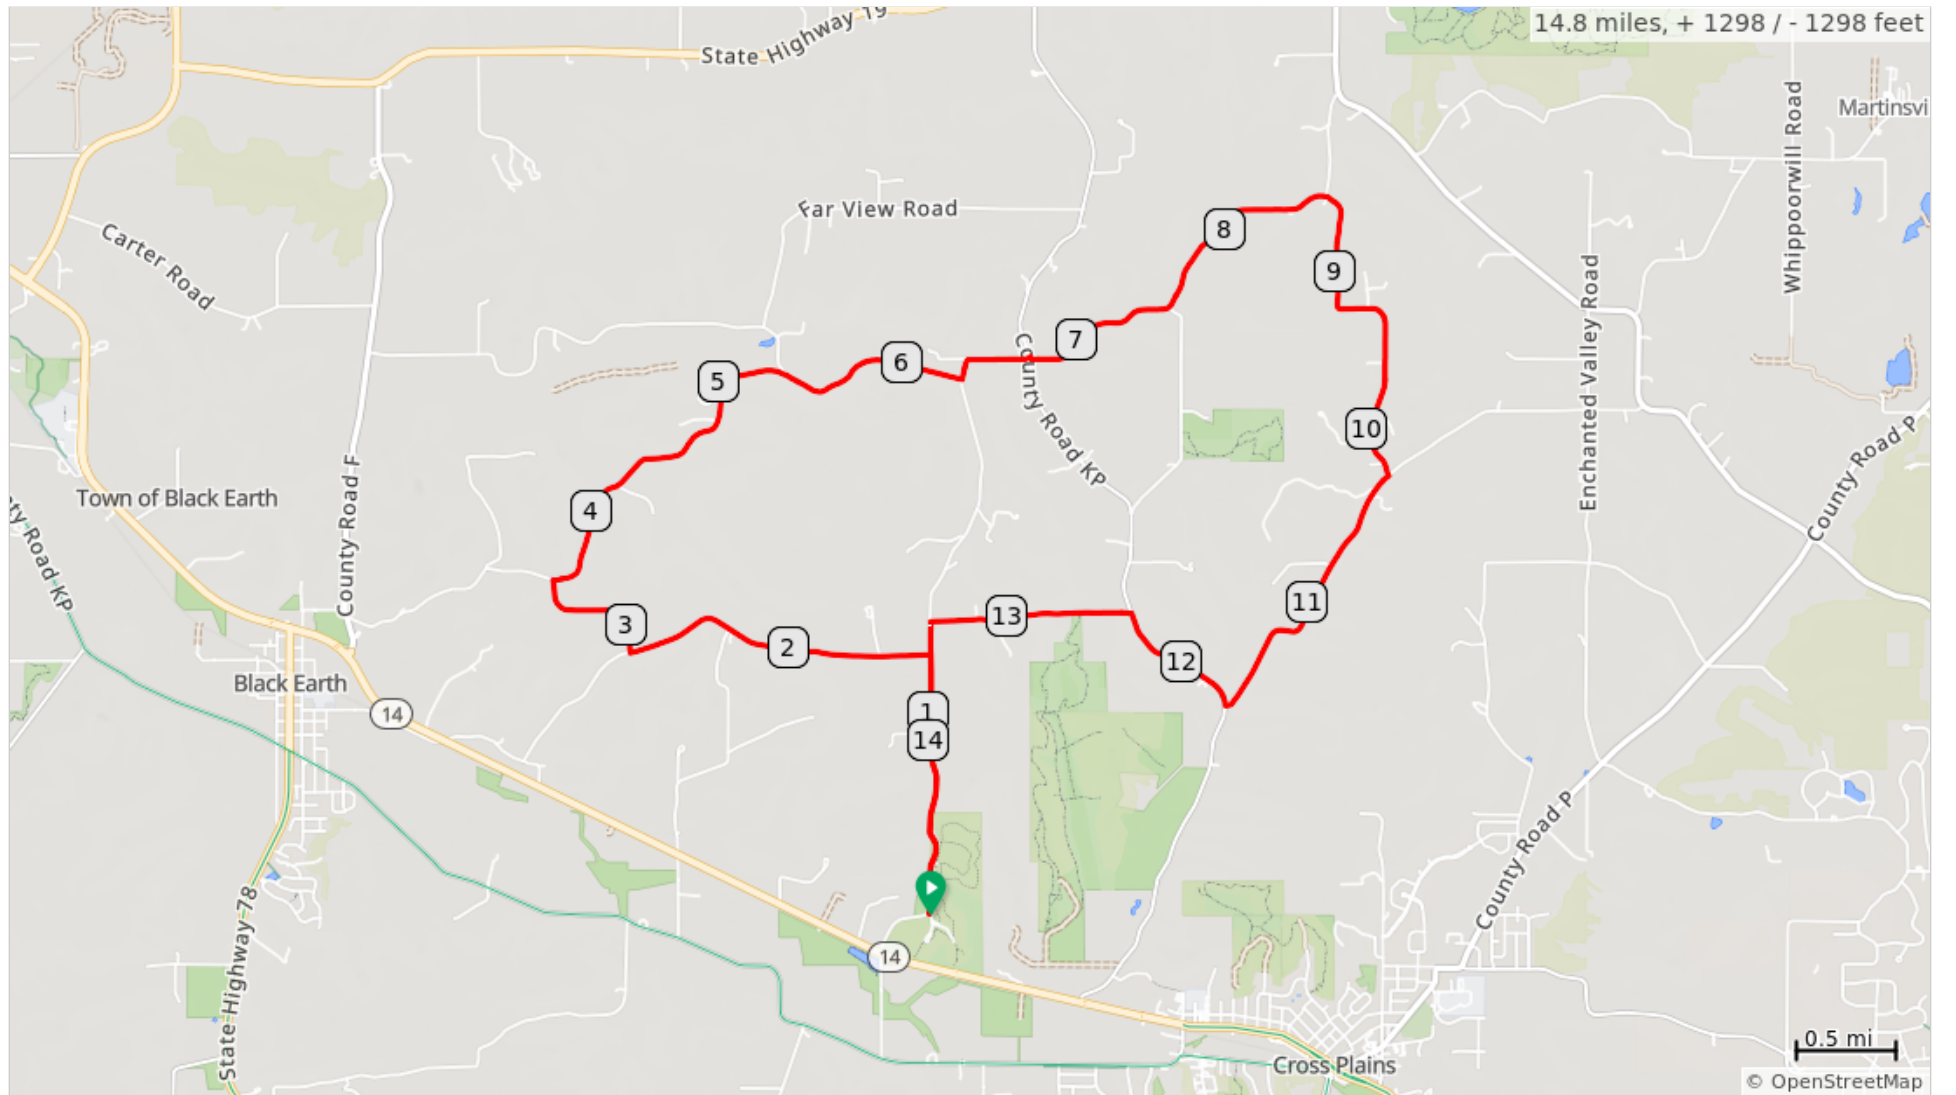 14.8 miles, + 1298 / - 1298 feet
State Highway 19
Martinsvi
Whippoorwill Road
Far View Road
Carter Road
8
9
Enchanted Valley Road
7
County Road KP
6
5
10
County Road P
County Road F
Town of Black Earth
4
ty Road KP
11
13
3
2
12
Black Earth
14
1
14
County Road P
State Highway 78
14
0.5 mi
Cross Plains
© OpenStreetMap